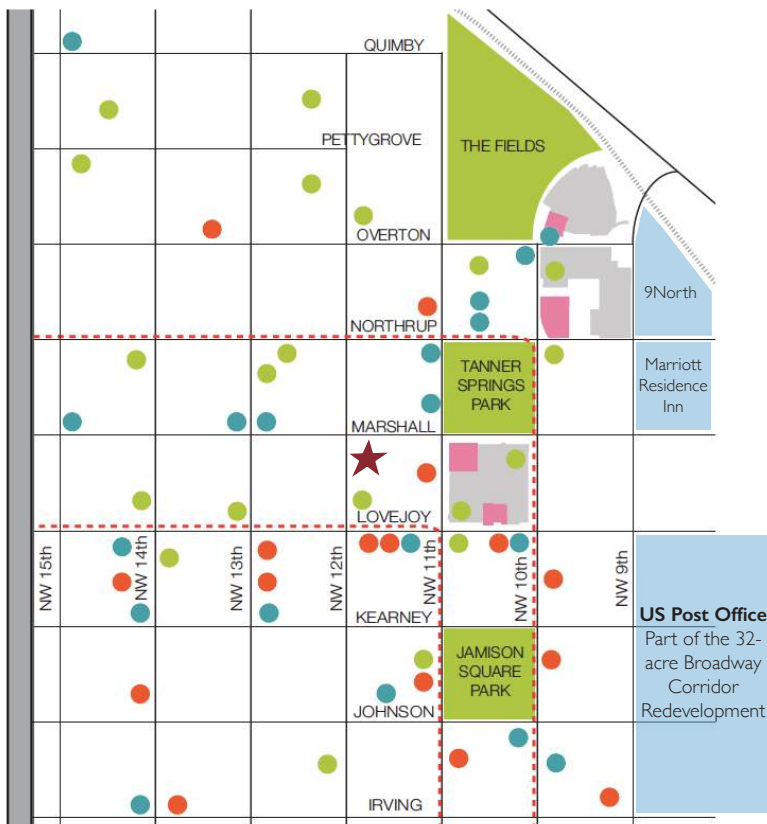 QUIMBY
PETTYGROVE
THE FIELDS
OVERTON
9North
NORTHRUP
TANNER
SPRINGS
PARK
Marriott
Residence
Inn
MARSHALL
LOVEJOY
NW 15th
NW 14th
NW 13th
NW 12th
NW 11th
NW 10th
NW 9th
KEARNEY
US Post Office
Part of the 32-
acre Broadway
Corridor
Redevelopment
JAMISON
SQUARE
PARK
JOHNSON
IRVING